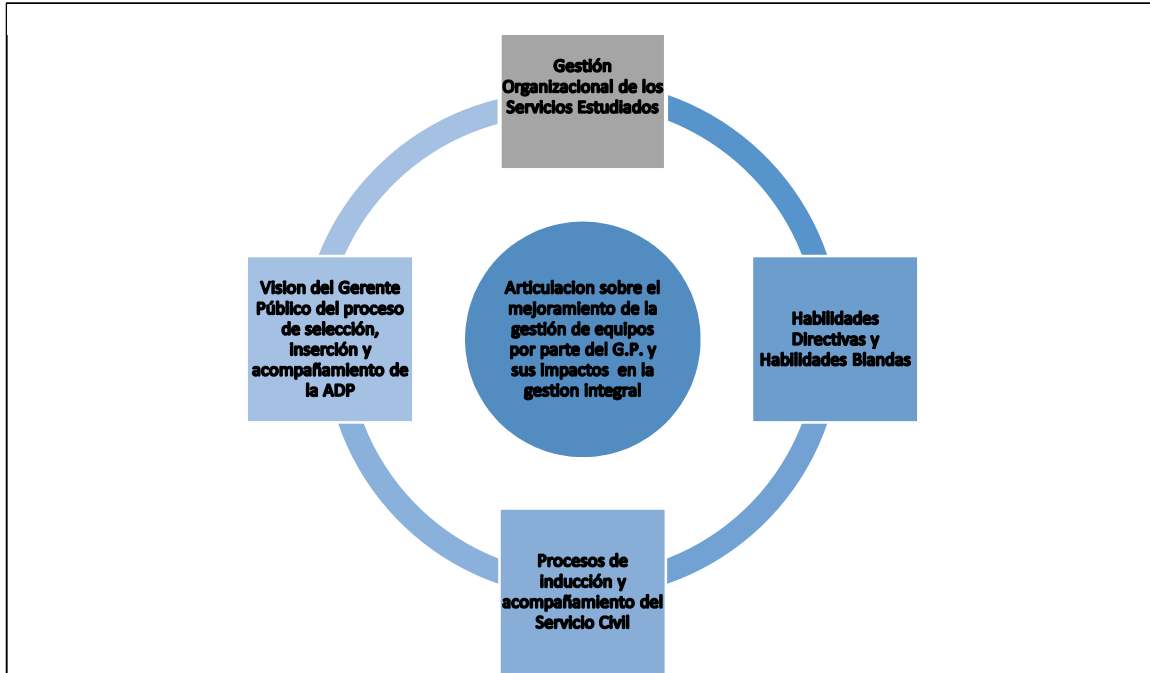 Gestión
Organizacional de los
Servicios Estudiados
Vision del Gerente
Público del proceso
de selección,
inserción y
acompañamiento de
la ADP
Articulacion sobre el
mejoramiento de la
gestión de equipos
por parte del G.P. y
sus impactos en la
gestion integral
Habilidades
Directivas y
Habilidades Blandas
Procesos de
inducción y
acompañamiento del
Servicio Civil